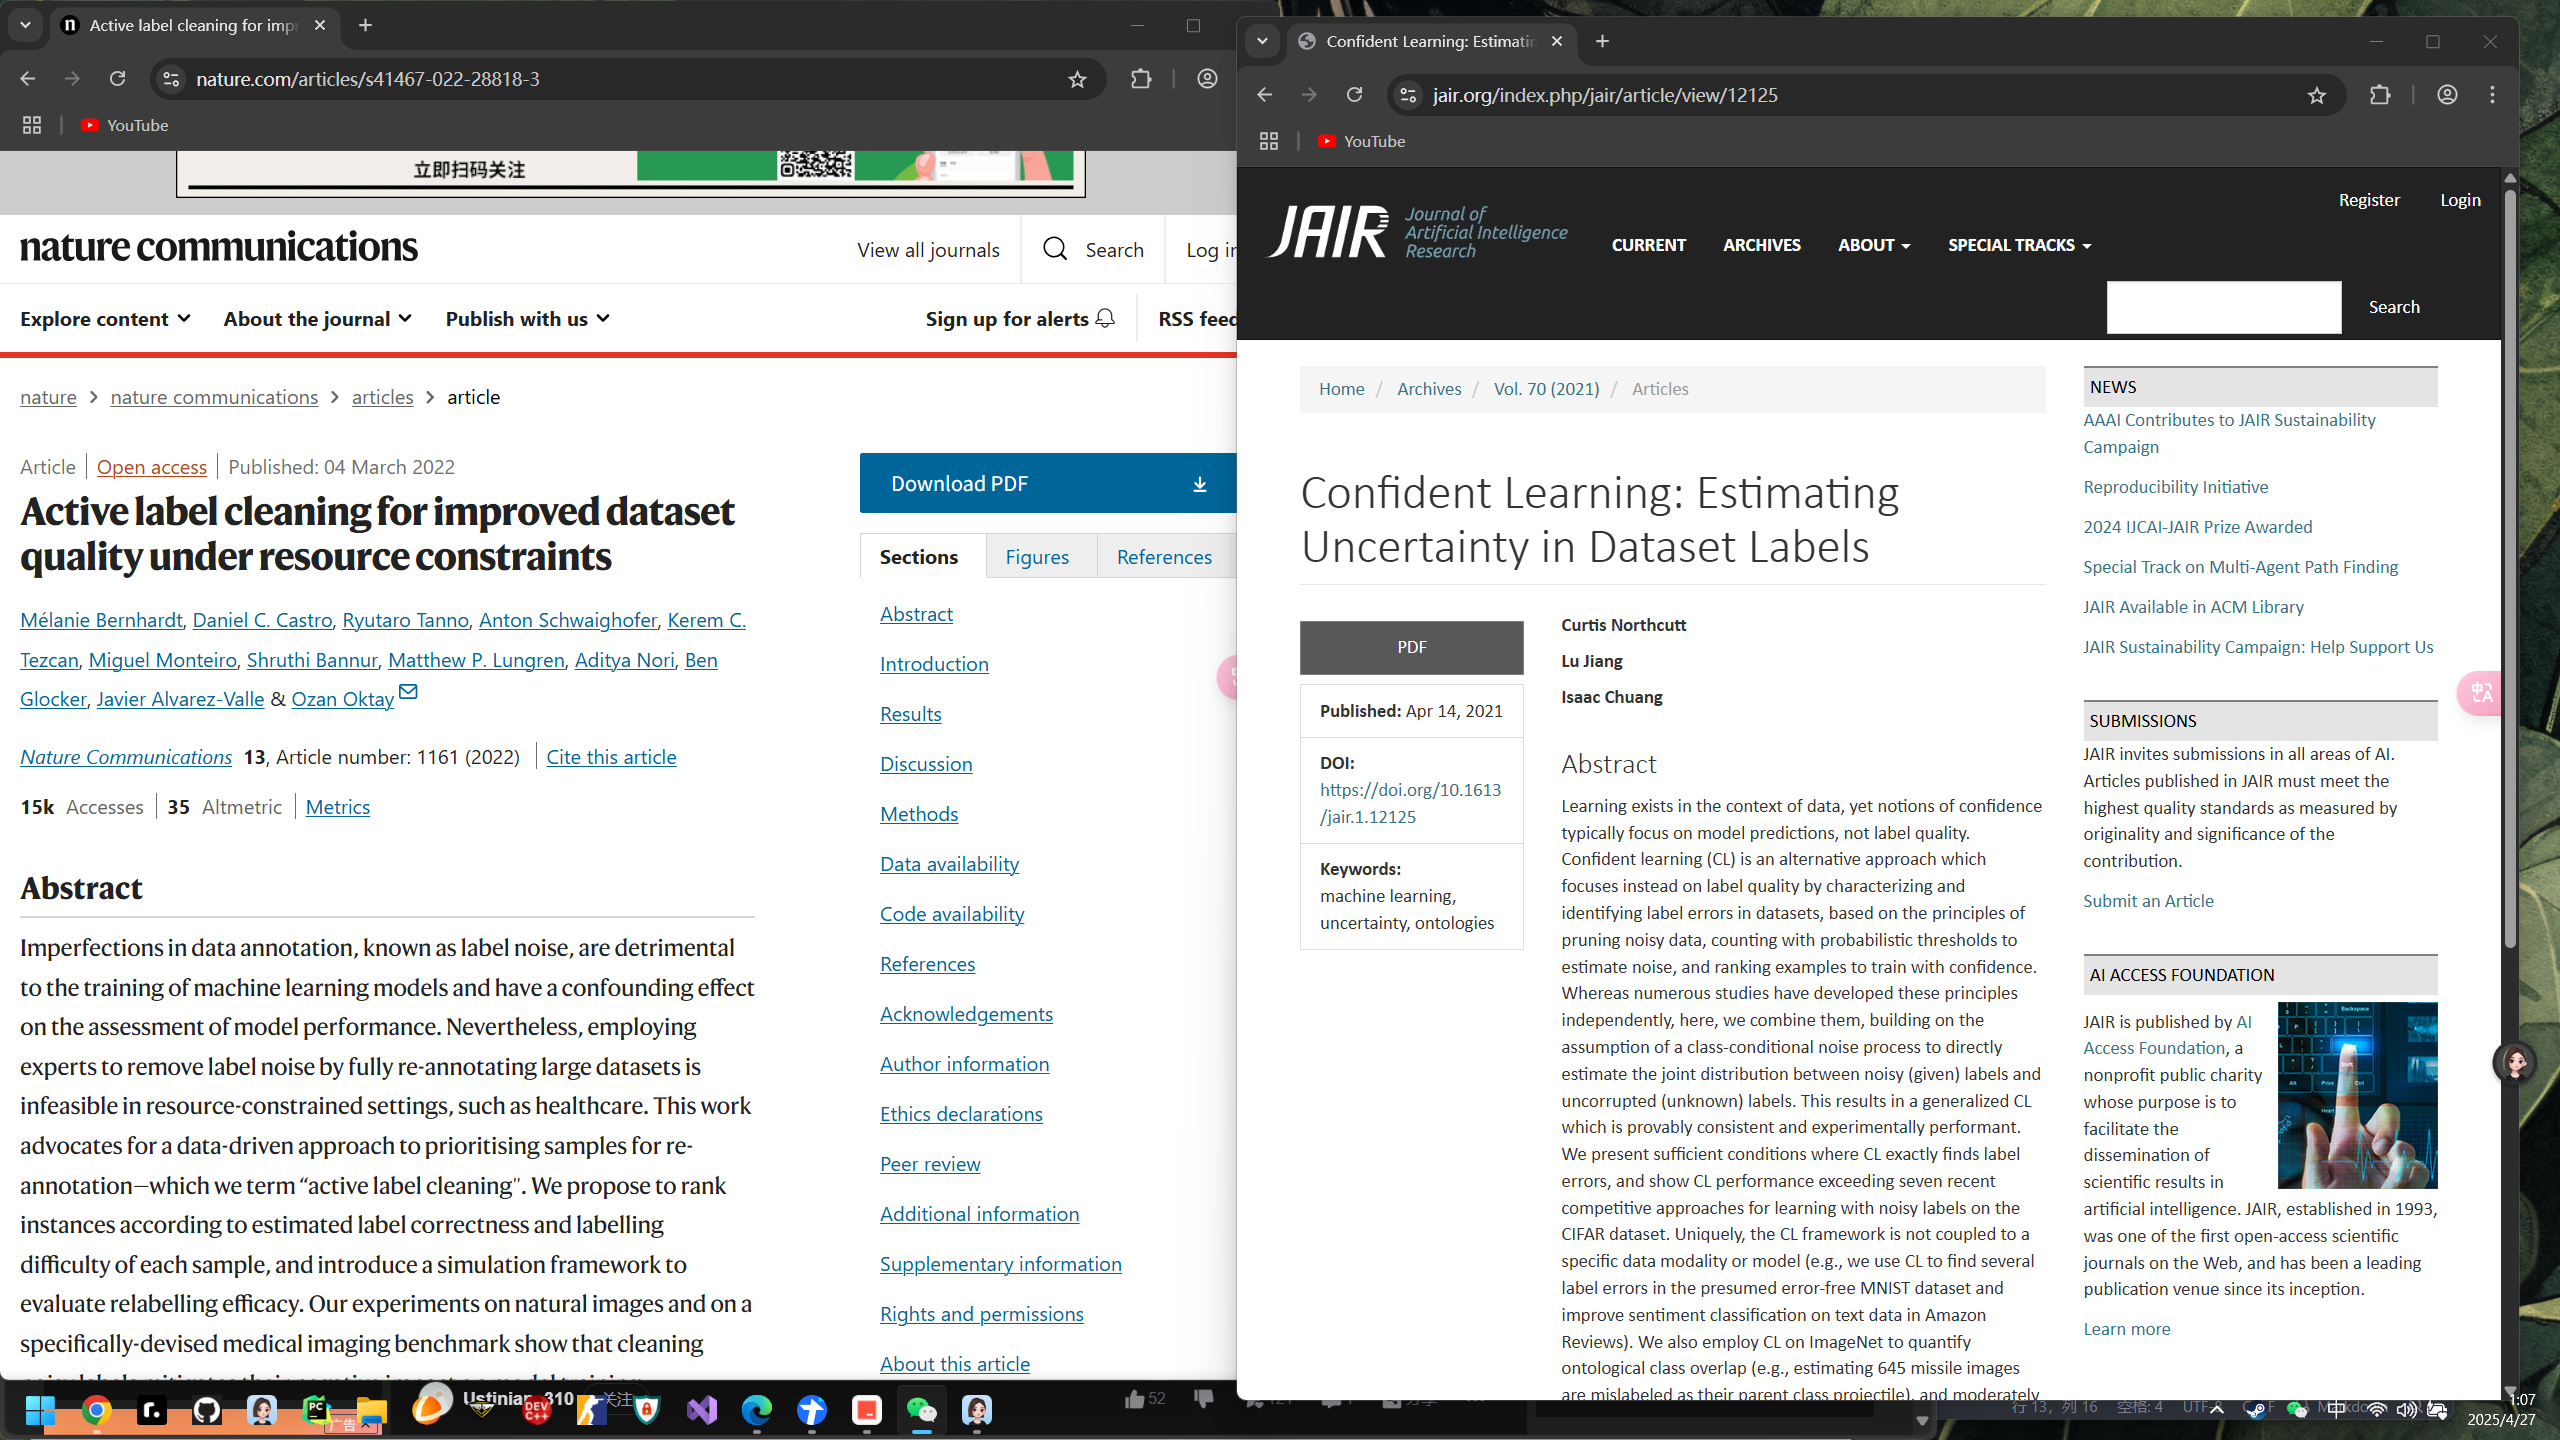 Active label cleaning for imp
nature.com/articles/s41467-022-28818-3
YouTube
立即扫码关注
nature communications
View all journals
Search
Log in
Explore content
About the journal
Publish with us
Sign up for alerts
RSS feed
nature > nature communications > articles > article
Article | Open access | Published: 04 March 2022
Active label cleaning for improved dataset
quality under resource constraints
Mélanie Bernhardt, Daniel C. Castro, Ryutaro Tanno, Anton Schwaighofer, Kerem C.
Tezcan, Miguel Monteiro, Shruthi Bannur, Matthew P. Lungren, Aditya Nori, Ben
Glocker, Javier Alvarez-Valle & Ozan Oktay
Nature Communications 13, Article number: 1161 (2022) | Cite this article
15k Accesses | 35 Altmetric | Metrics
Abstract
Imperfections in data annotation, known as label noise, are detrimental
to the training of machine learning models and have a confounding effect
on the assessment of model performance. Nevertheless, employing
experts to remove label noise by fully re-annotating large datasets is
infeasible in resource-constrained settings, such as healthcare. This work
advocates for a data-driven approach to prioritising samples for re-
annotation—which we term “active label cleaning”. We propose to rank
instances according to estimated label correctness and labelling
difficulty of each sample, and introduce a simulation framework to
evaluate relabelling efficacy. Our experiments on natural images and on a
specifically-devised medical imaging benchmark show that cleaning
Download PDF
Sections
Figures
References
Abstract
Introduction
Results
Discussion
Methods
Data availability
Code availability
References
Acknowledgements
Author information
Ethics declarations
Peer review
Additional information
Supplementary information
Rights and permissions
About this article
Confident Learning: Estimatin
jair.org/index.php/jair/article/view/12125
YouTube
Register
Login
JAIR
Journal of
Artificial Intelligence
Research
CURRENT
ARCHIVES
ABOUT
SPECIAL TRACKS
Search
Home / Archives / Vol. 70 (2021) / Articles
Confident Learning: Estimating
Uncertainty in Dataset Labels
PDF
Published: Apr 14, 2021
DOI:
https://doi.org/10.1613
/jair.1.12125
Keywords:
machine learning,
uncertainty, ontologies
Curtis Northcutt
Lu Jiang
Isaac Chuang
Abstract
Learning exists in the context of data, yet notions of confidence
typically focus on model predictions, not label quality.
Confident learning (CL) is an alternative approach which
focuses instead on label quality by characterizing and
identifying label errors in datasets, based on the principles of
pruning noisy data, counting with probabilistic thresholds to
estimate noise, and ranking examples to train with confidence.
Whereas numerous studies have developed these principles
independently, here, we combine them, building on the
assumption of a class-conditional noise process to directly
estimate the joint distribution between noisy (given) labels and
uncorrupted (unknown) labels. This results in a generalized CL
which is provably consistent and experimentally performant.
We present sufficient conditions where CL exactly finds label
errors, and show CL performance exceeding seven recent
competitive approaches for learning with noisy labels on the
CIFAR dataset. Uniquely, the CL framework is not coupled to a
specific data modality or model (e.g., we use CL to find several
label errors in the presumed error-free MNIST dataset and
improve sentiment classification on text data in Amazon
Reviews). We also employ CL on ImageNet to quantify
ontological class overlap (e.g., estimating 645 missile images
are mislabeled as their parent class projectile), and moderately
NEWS
AAAI Contributes to JAIR Sustainability
Campaign
Reproducibility Initiative
2024 IJCAI-JAIR Prize Awarded
Special Track on Multi-Agent Path Finding
JAIR Available in ACM Library
JAIR Sustainability Campaign: Help Support Us
SUBMISSIONS
JAIR invites submissions in all areas of AI.
Articles published in JAIR must meet the
highest quality standards as measured by
originality and significance of the
contribution.
Submit an Article
AI ACCESS FOUNDATION
JAIR is published by AI
Access Foundation, a
nonprofit public charity
whose purpose is to
facilitate the
dissemination of
scientific results in
artificial intelligence. JAIR, established in 1993,
was one of the first open-access scientific
journals on the Web, and has been a leading
publication venue since its inception.
Learn more
Backspace
广告
关注
52
DEV
C++
行 13，列 16
空格: 4
中
1:07
2025/4/27